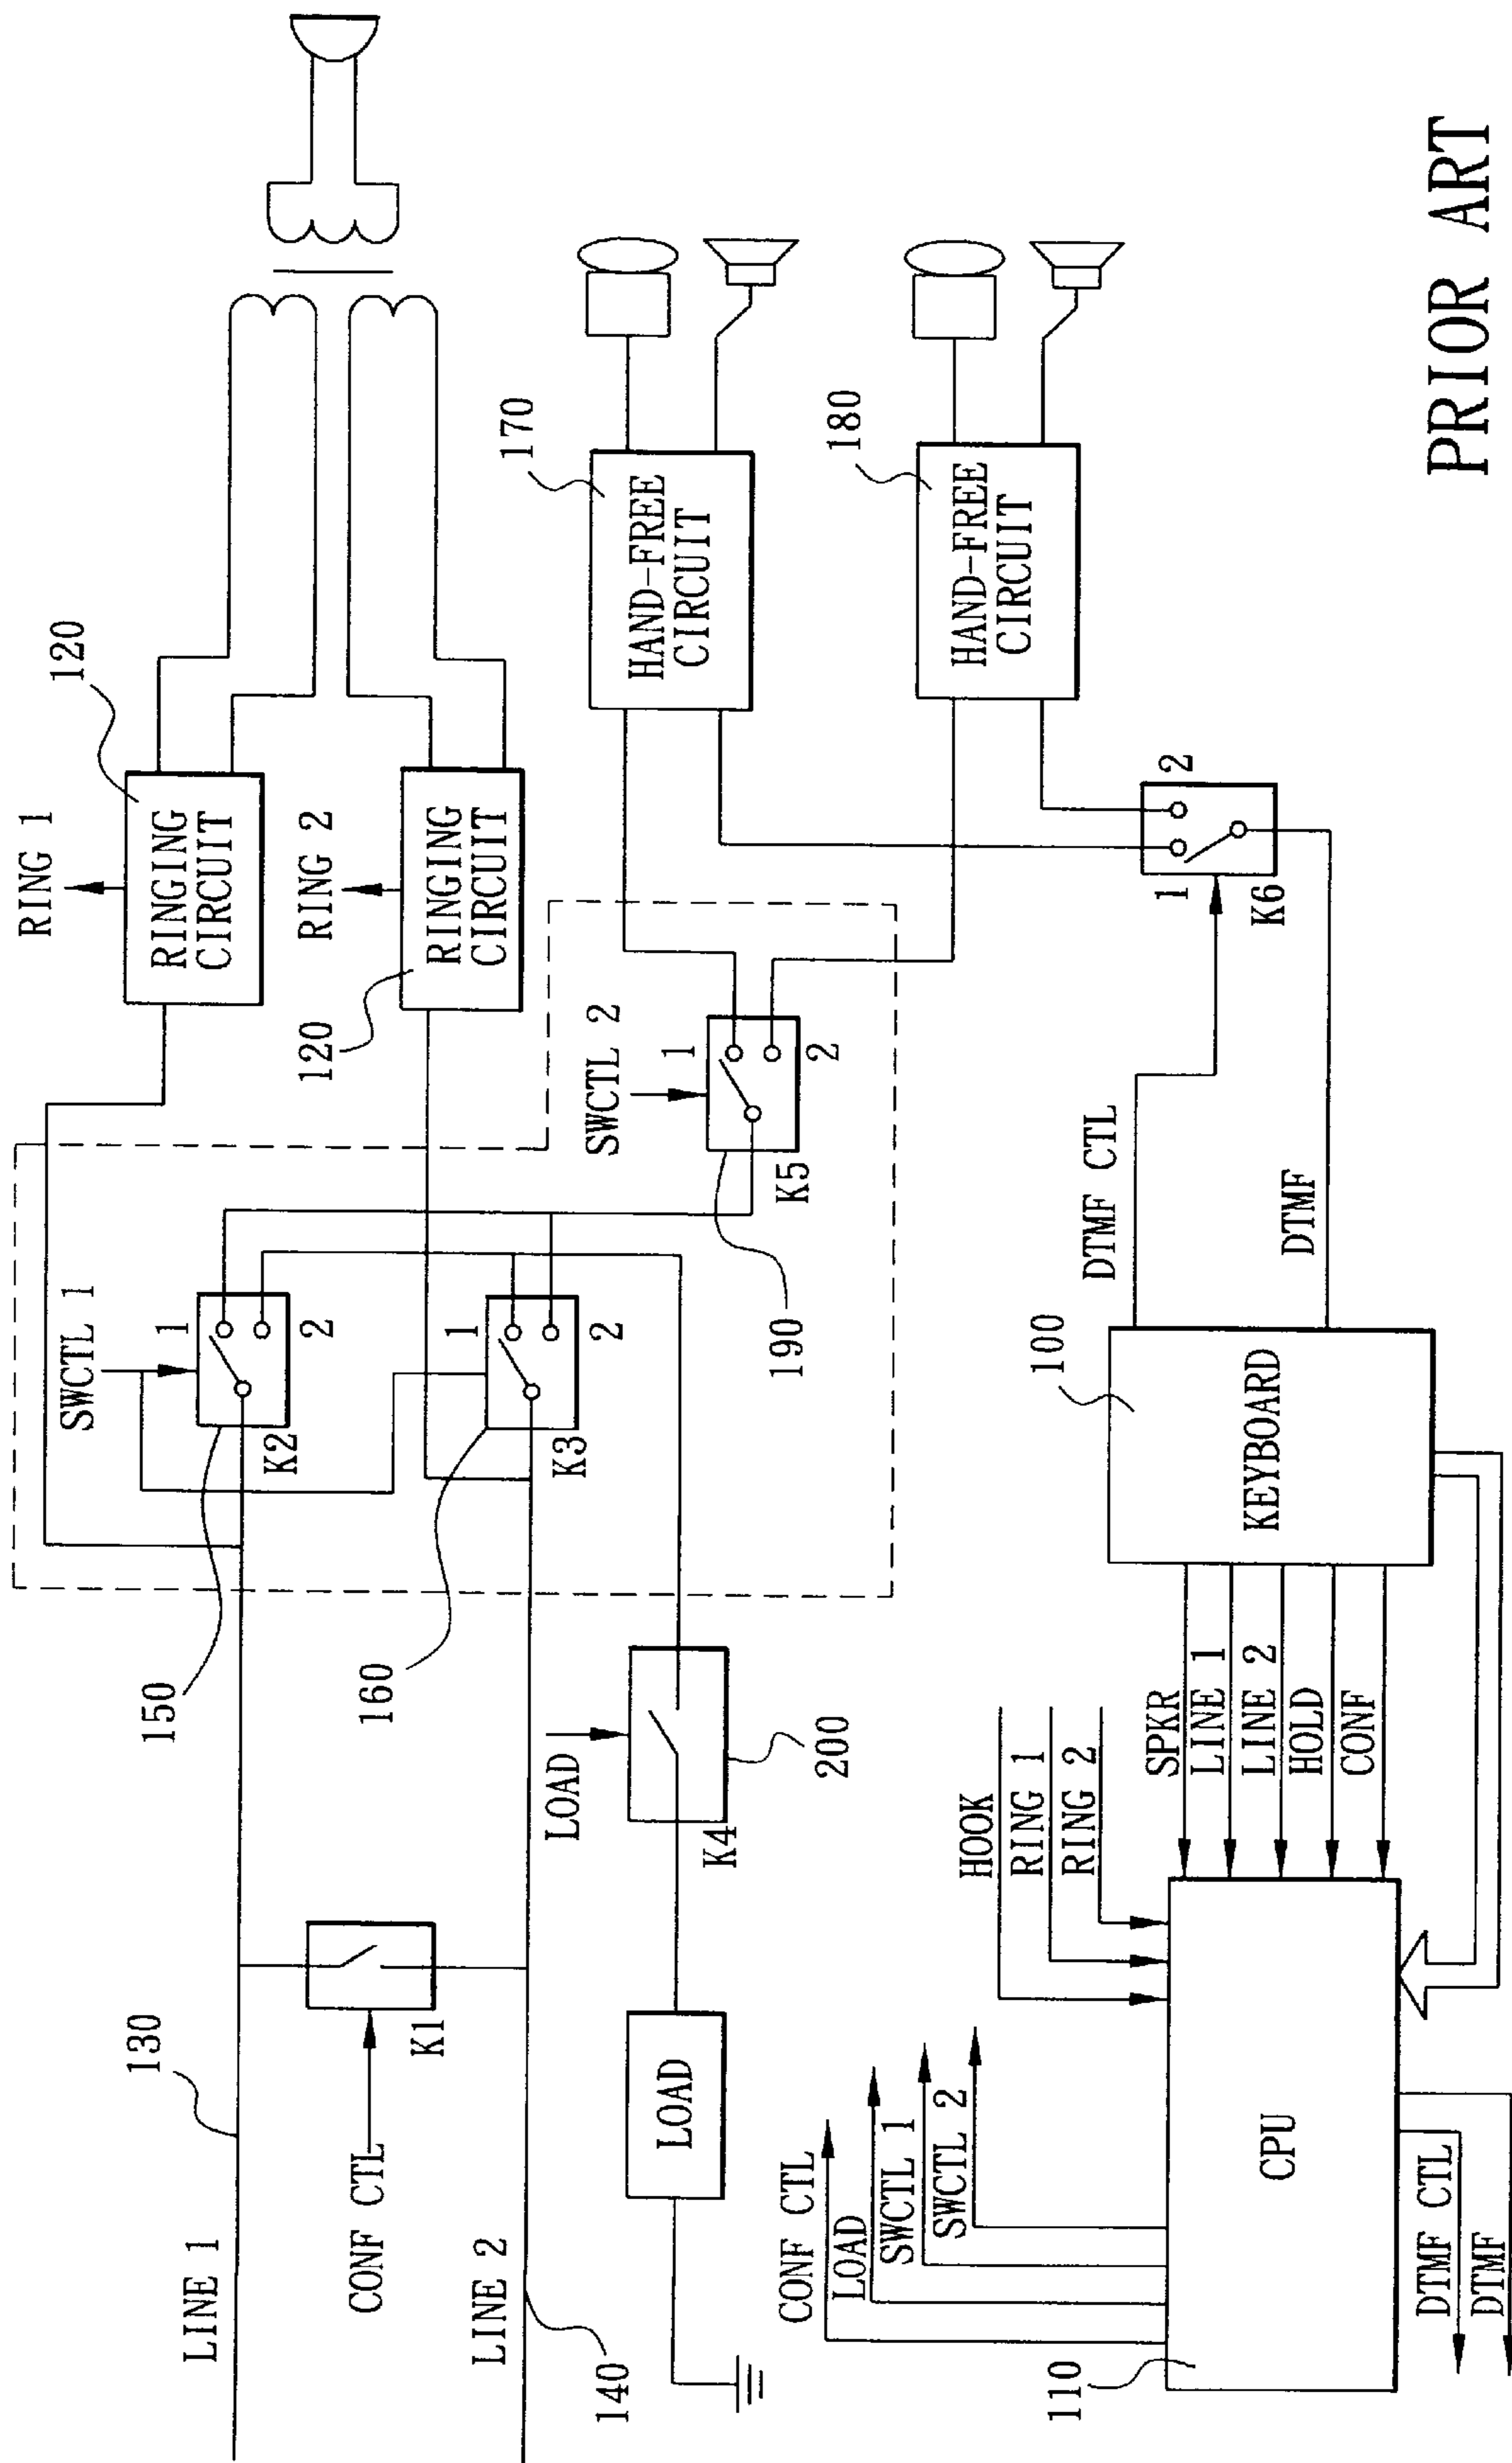 LINE 1
130
CONF CTL
K1
LINE 2
140
SWCTL 1
1
2
K2
150
1
2
K3
160
LOAD
K4
200
LOAD
RING 1
120
RINGING
CIRCUIT
RING 2
RINGING
CIRCUIT
120
SWCTL 2
1
2
K5
190
170
HAND-FREE
CIRCUIT
180
HAND-FREE
CIRCUIT
1
2
K6
DTMF CTL
DTMF
100
KEYBOARD
SPKR
LINE 1
LINE 2
HOLD
CONF
HOOK
RING 1
RING 2
CONF CTL
LOAD
SWCTL 1
SWCTL 2
CPU
110
DTMF CTL
DTMF
PRIOR ART